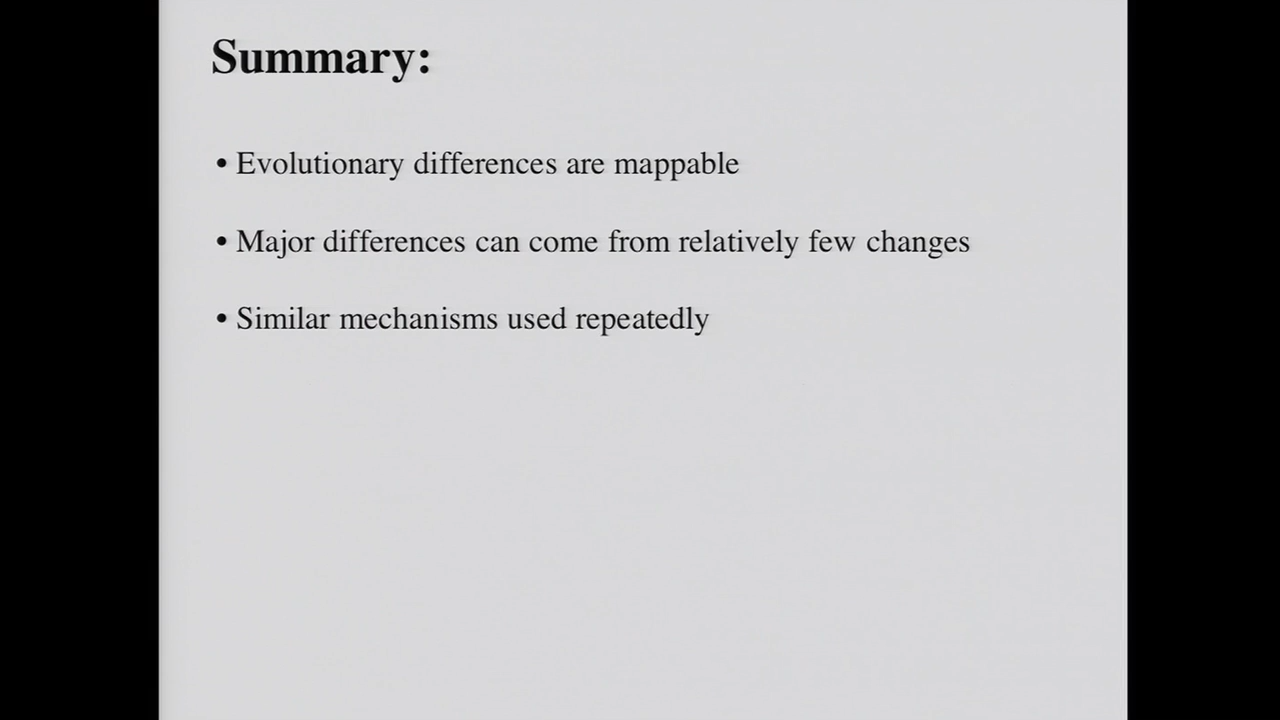 Summary:
• Evolutionary differences are mappable
• Major differences can come from relatively few changes
• Similar mechanisms used repeatedly